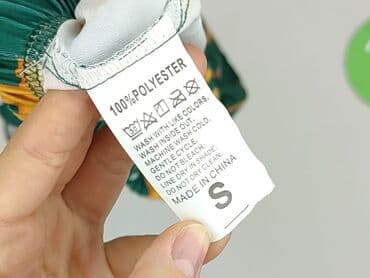 100%POLYESTER
WASH WITH LIKE COLORS.
WASH INSIDE OUT.
MACHINE WASH COLD.
GENTLE CYCLE.
DO NOT BLEACH.
LINE DRY IN SHADE.
DO NOT DRY CLEAN.
MADE IN CHINA
S